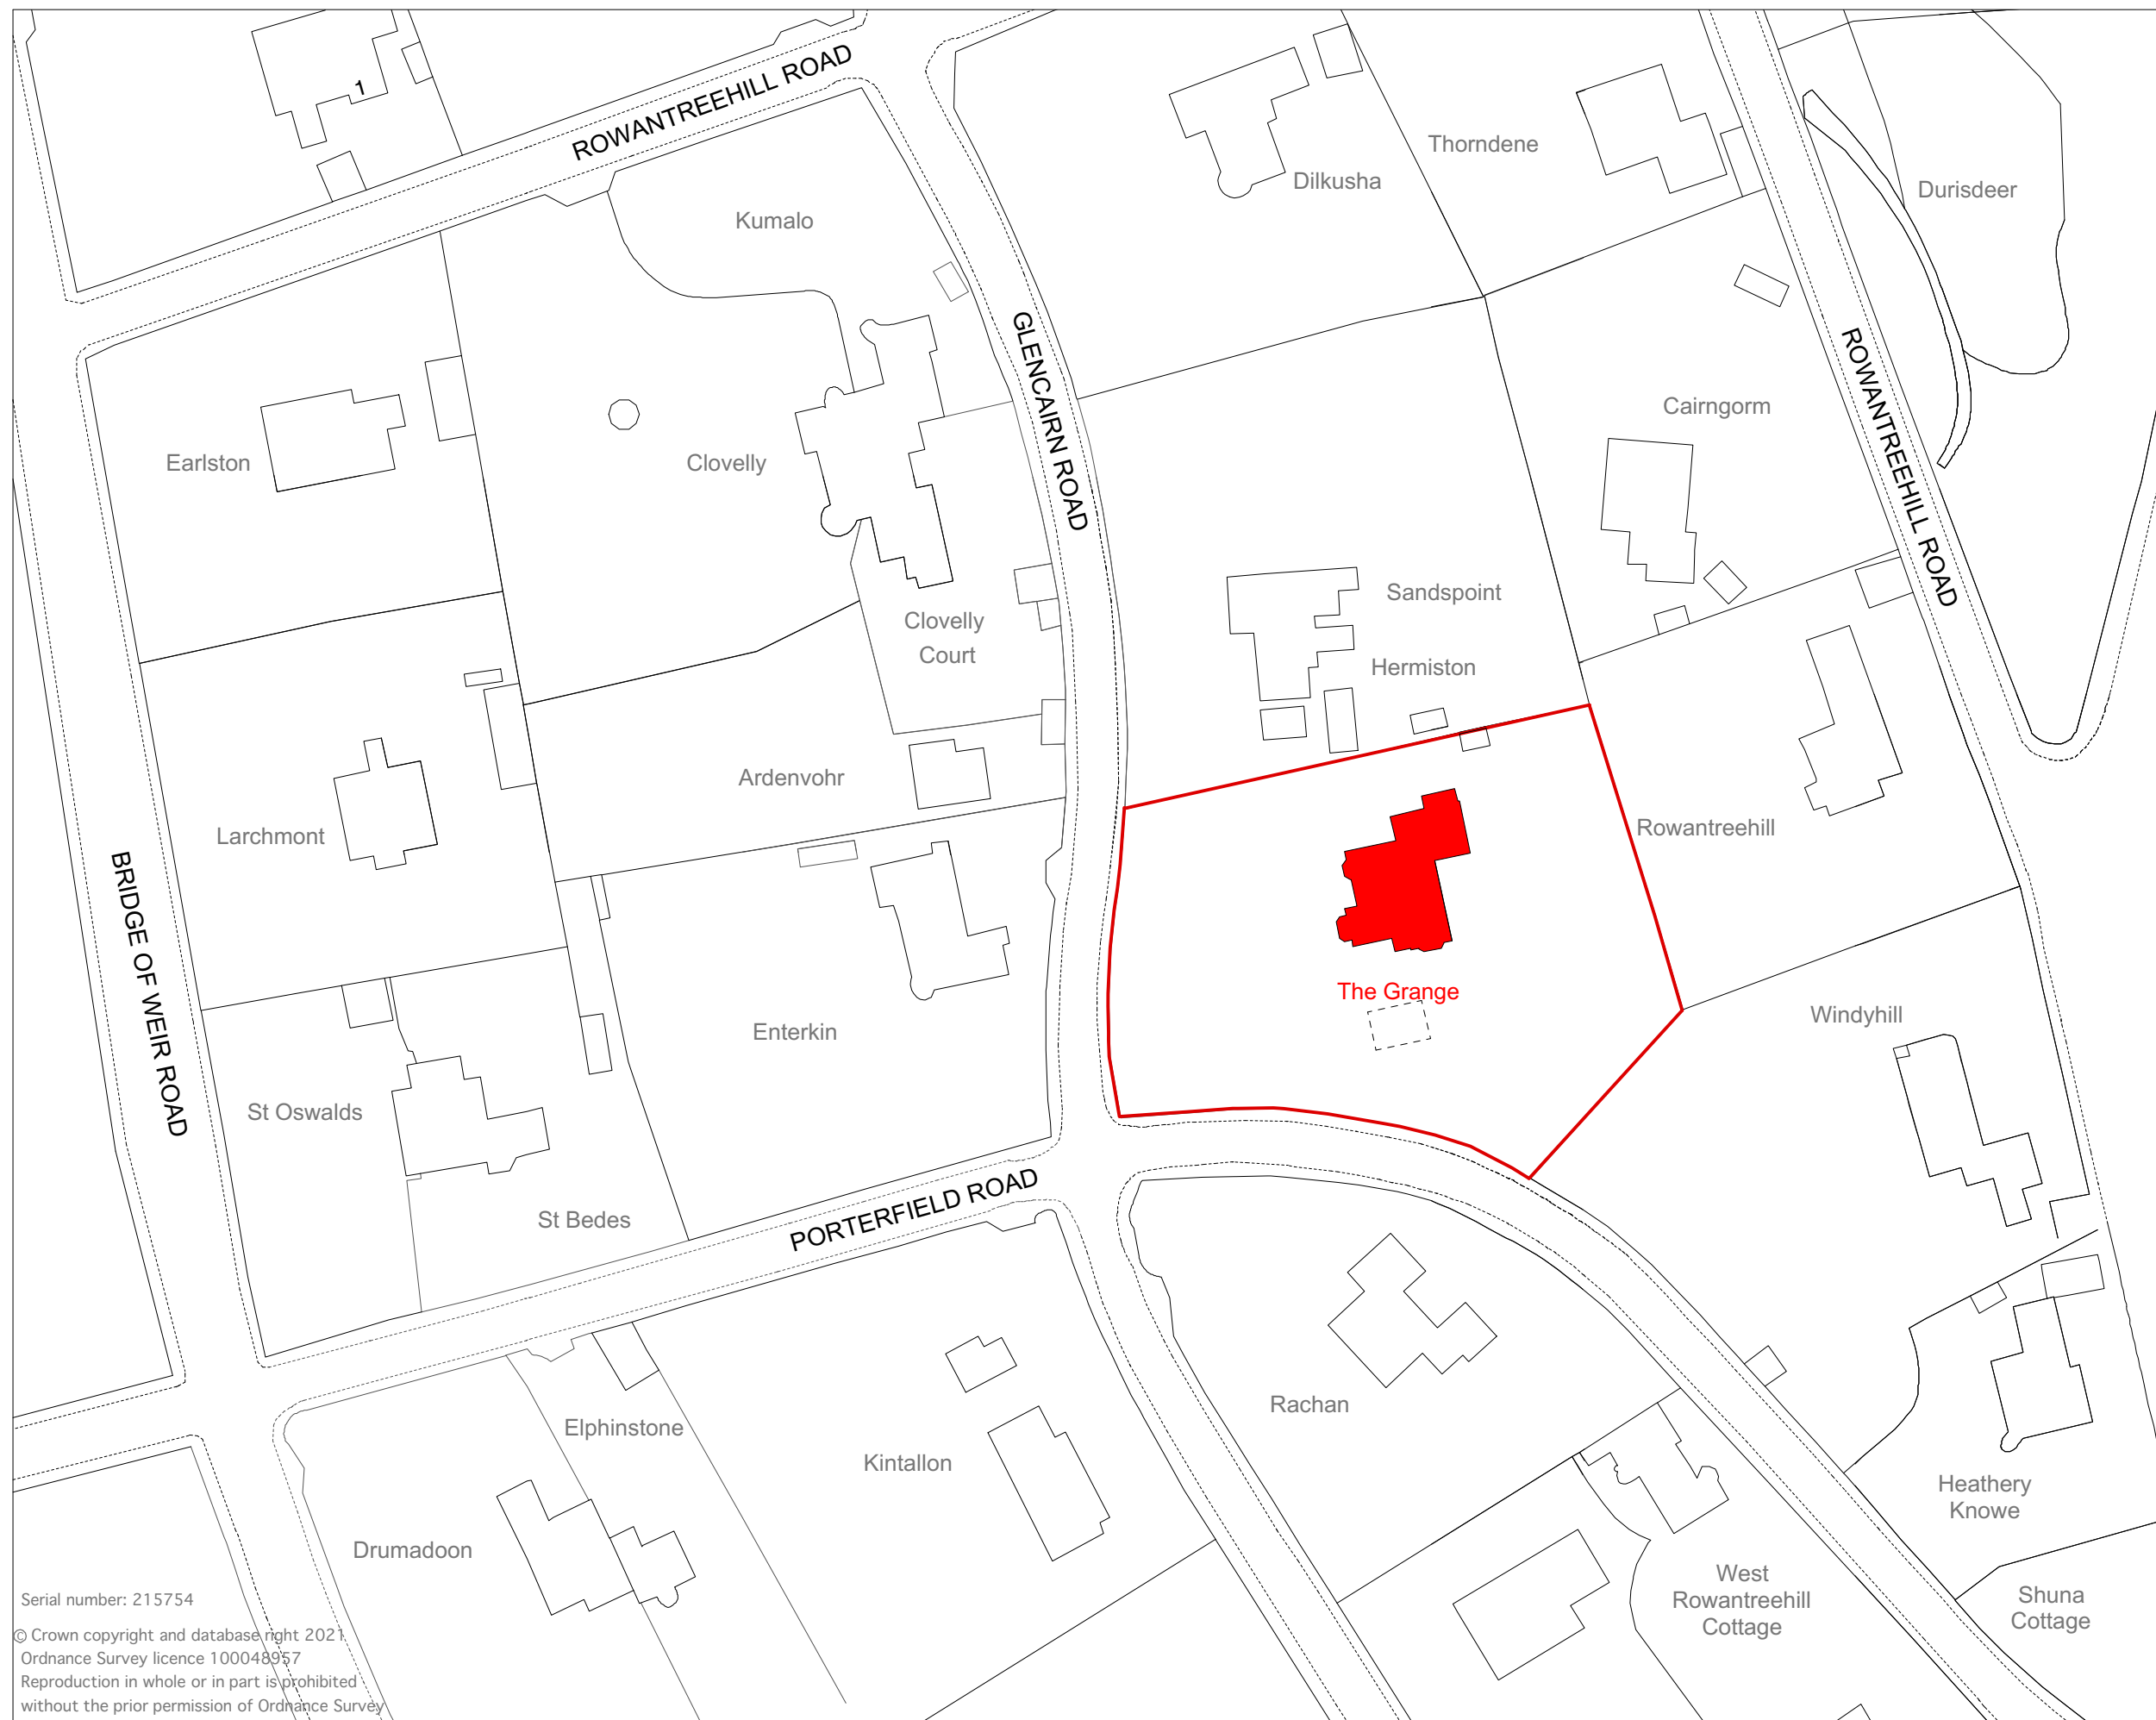 1
ROWANTREEHILL ROAD
Thorndene
Dilkusha
Durisdeer
Kumalo
GLENCAIRN ROAD
ROWANTREEHILL ROAD
Cairngorm
Earlston
Clovelly
Sandspoint
Clovelly
Court
Hermiston
Ardenvohr
Rowantreehill
Larchmont
BRIDGE OF WEIR ROAD
The Grange
Windyhill
Enterkin
St Oswalds
PORTERFIELD ROAD
St Bedes
Rachan
Elphinstone
Kintallon
Heathery
Knowe
Drumadoon
West
Rowantreehill
Cottage
Shuna
Cottage
Serial number: 215754
© Crown copyright and database right 2021
Ordnance Survey licence 100048957
Reproduction in whole or in part is prohibited
without the prior permission of Ordnance Survey